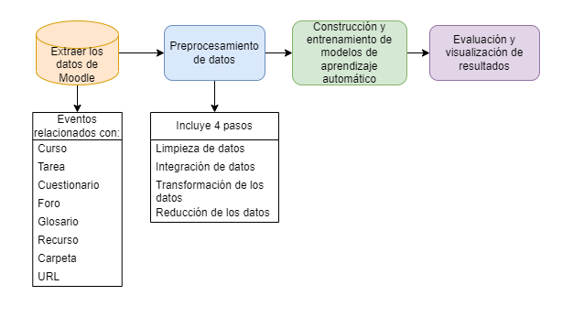 Extraer los
datos de
Moodle
Preprocesamiento
de datos
Construcción y
entrenamiento de
modelos de
aprendizaje
automático
Evaluación y
visualización de
resultados
Eventos
relacionados con:
Curso
Tarea
Cuestionario
Foro
Glosario
Recurso
Carpeta
URL
Incluye 4 pasos
Limpieza de datos
Integración de datos
Transformación de los
datos
Reducción de los datos